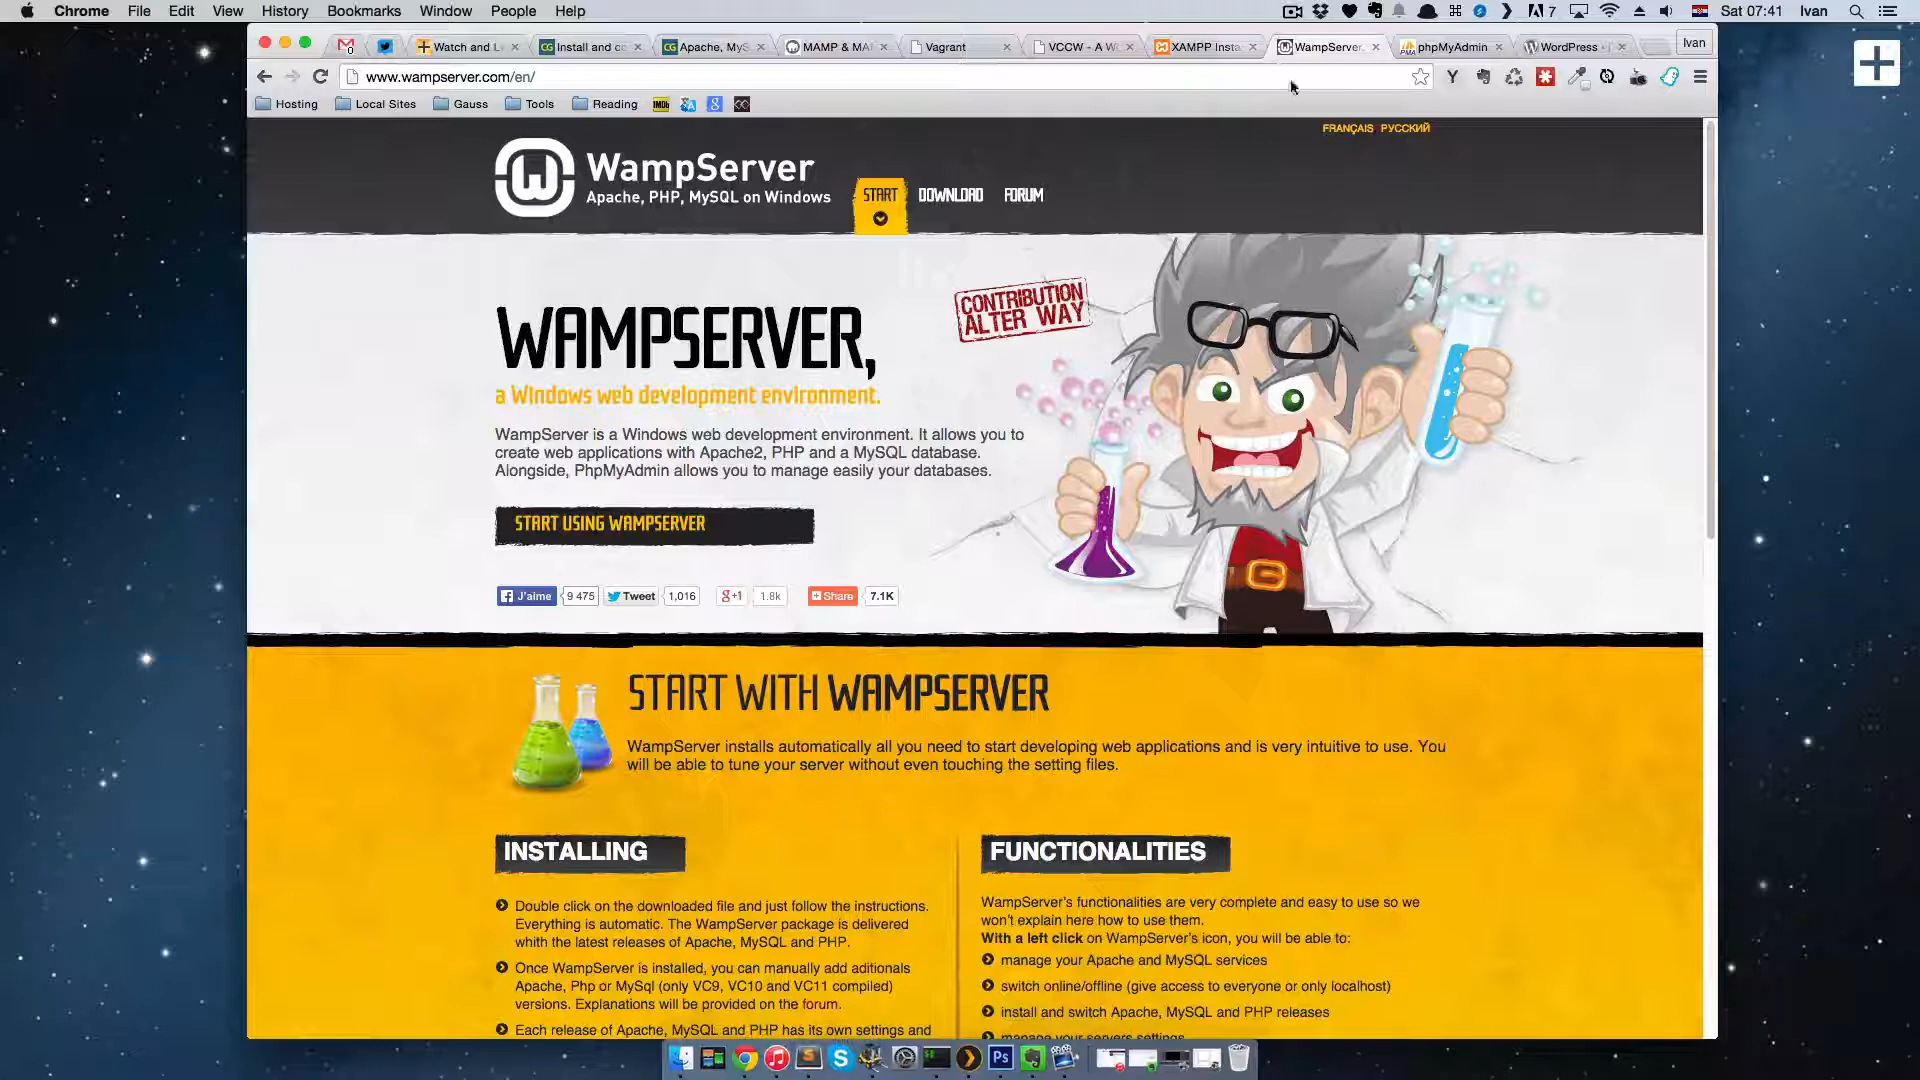 Chrome File Edit View History Bookmarks Window People Help
7 Sat 07:41 Ivan
Watch and L
Install and c
Apache, MyS
MAMP & MA
Vagrant
VCCW - A W
XAMPP Insta
WampServer,
phpMyAdmin
WordPress ›
Ivan
www.wampserver.com/en/
Hosting Local Sites Gauss Tools Reading IMDb
FRANÇAIS РУССКИЙ
WampServer
Apache, PHP, MySQL on Windows
START DOWNLOAD FORUM
CONTRIBUTION
ALTER WAY
WAMPSERVER,
a Windows web development environment.
WampServer is a Windows web development environment. It allows you to
create web applications with Apache2, PHP and a MySQL database.
Alongside, PhpMyAdmin allows you to manage easily your databases.
START USING WAMPSERVER
J'aime 9 475 Tweet 1,016 g+1 1.8k Share 7.1K
START WITH WAMPSERVER
WampServer installs automatically all you need to start developing web applications and is very intuitive to use. You
will be able to tune your server without even touching the setting files.
INSTALLING
Double click on the downloaded file and just follow the instructions.
Everything is automatic. The WampServer package is delivered
whith the latest releases of Apache, MySQL and PHP.
Once WampServer is installed, you can manually add aditionals
Apache, Php or MySql (only VC9, VC10 and VC11 compiled)
versions. Explanations will be provided on the forum.
Each release of Apache, MySQL and PHP has its own settings and
FUNCTIONALITIES
WampServer's functionalities are very complete and easy to use so we
won't explain here how to use them.
With a left click on WampServer's icon, you will be able to:
manage your Apache and MySQL services
switch online/offline (give access to everyone or only localhost)
install and switch Apache, MySQL and PHP releases
manage your servers settings
Ps